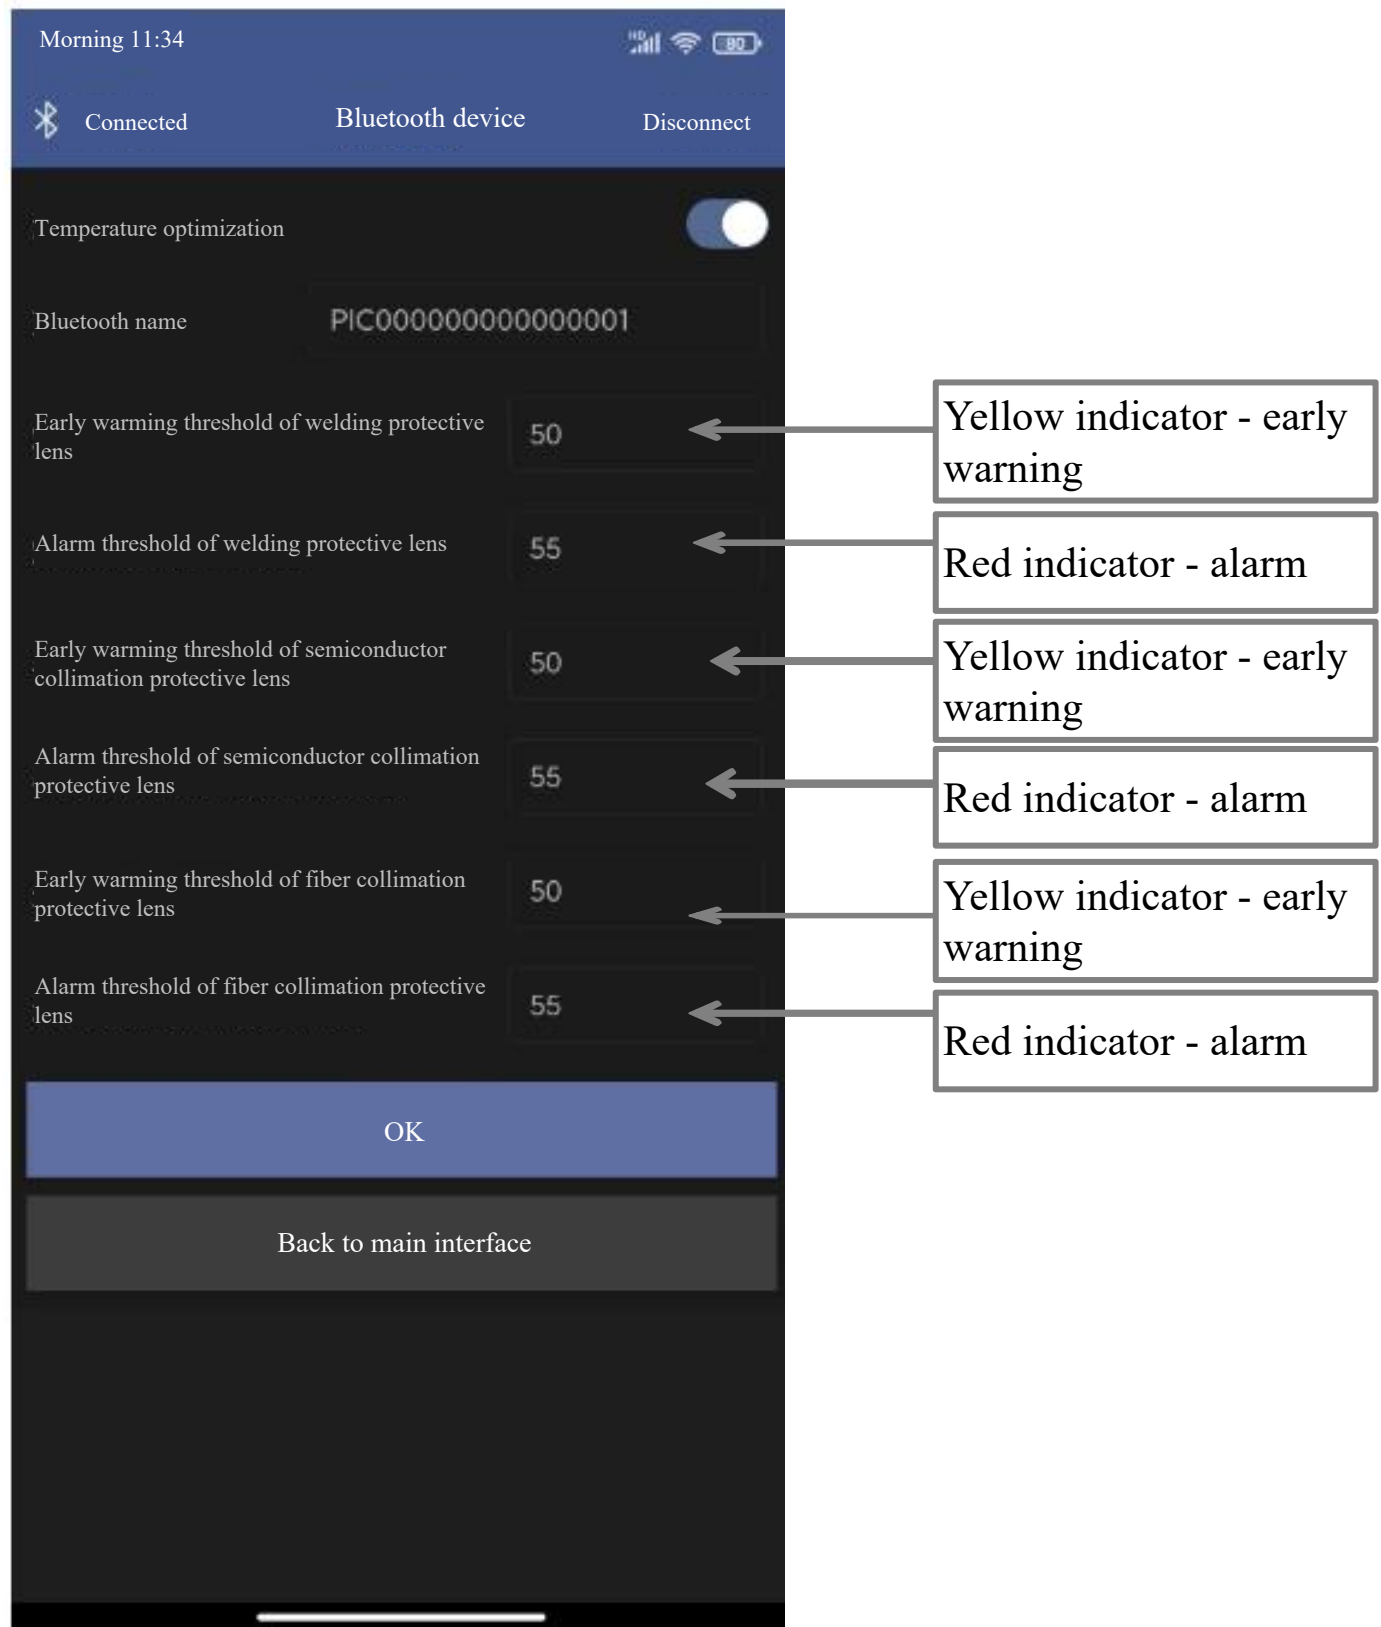 Morning 11:34
HD
80
Connected
Bluetooth device
Disconnect
Temperature optimization
Bluetooth name
PIC000000000000001
Early warming threshold of welding protective
lens
50
Yellow indicator - early
warning
Alarm threshold of welding protective lens
55
Red indicator - alarm
Early warming threshold of semiconductor
collimation protective lens
50
Yellow indicator - early
warning
Alarm threshold of semiconductor collimation
protective lens
55
Red indicator - alarm
Early warming threshold of fiber collimation
protective lens
50
Yellow indicator - early
warning
Alarm threshold of fiber collimation protective
lens
55
Red indicator - alarm
OK
Back to main interface